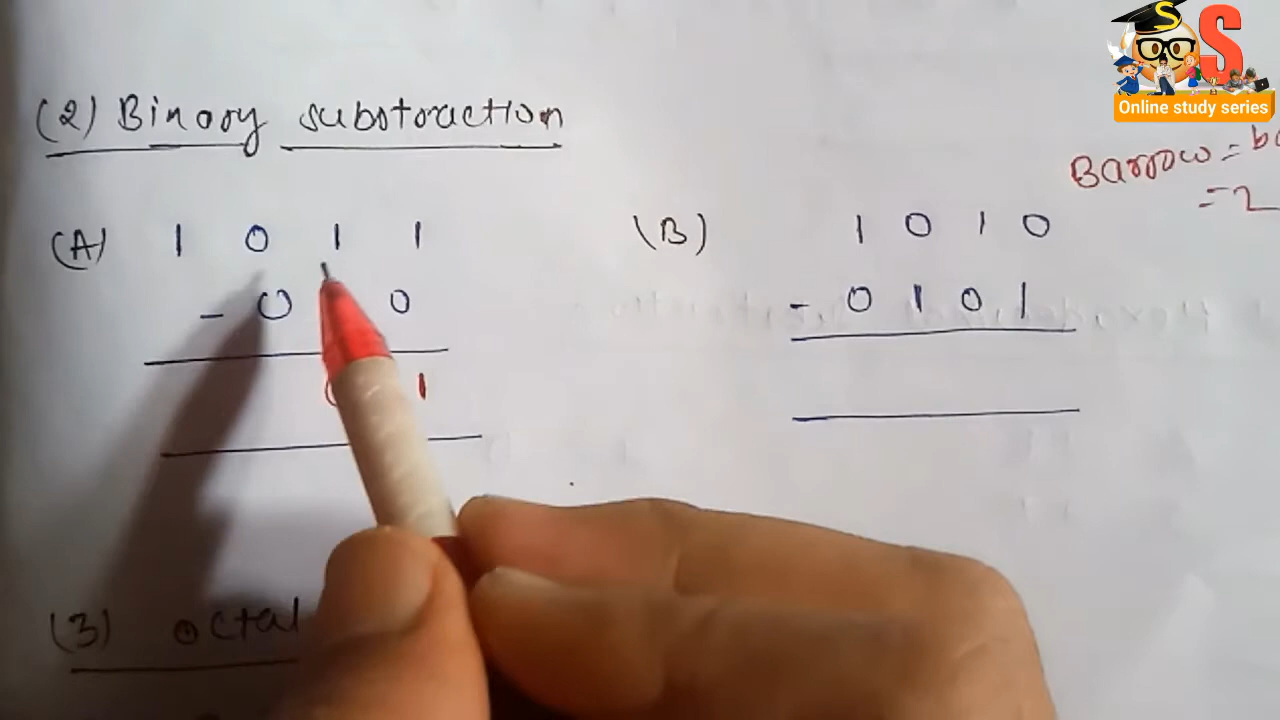 S
S
Online study series
(2) Binary substraction
Barrow =
= 2
(A) 1 0 1 1
- 0 0
1
(B) 1 0 1 0
- 0 1 0 1
(3) octal